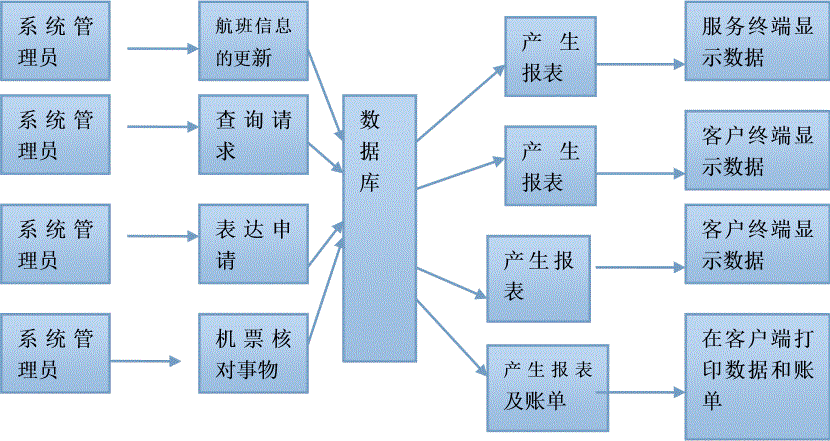 系统管
理员
航班信息
的更新
系统管
理员
查询请
求
系统管
理员
表达申
请
系统管
理员
机票核
对事物
数
据
库
产生
报表
服务终端显
示数据
产生
报表
客户终端显
示数据
产生报
表
客户终端显
示数据
产生报表
及账单
在客户端打
印数据和账
单